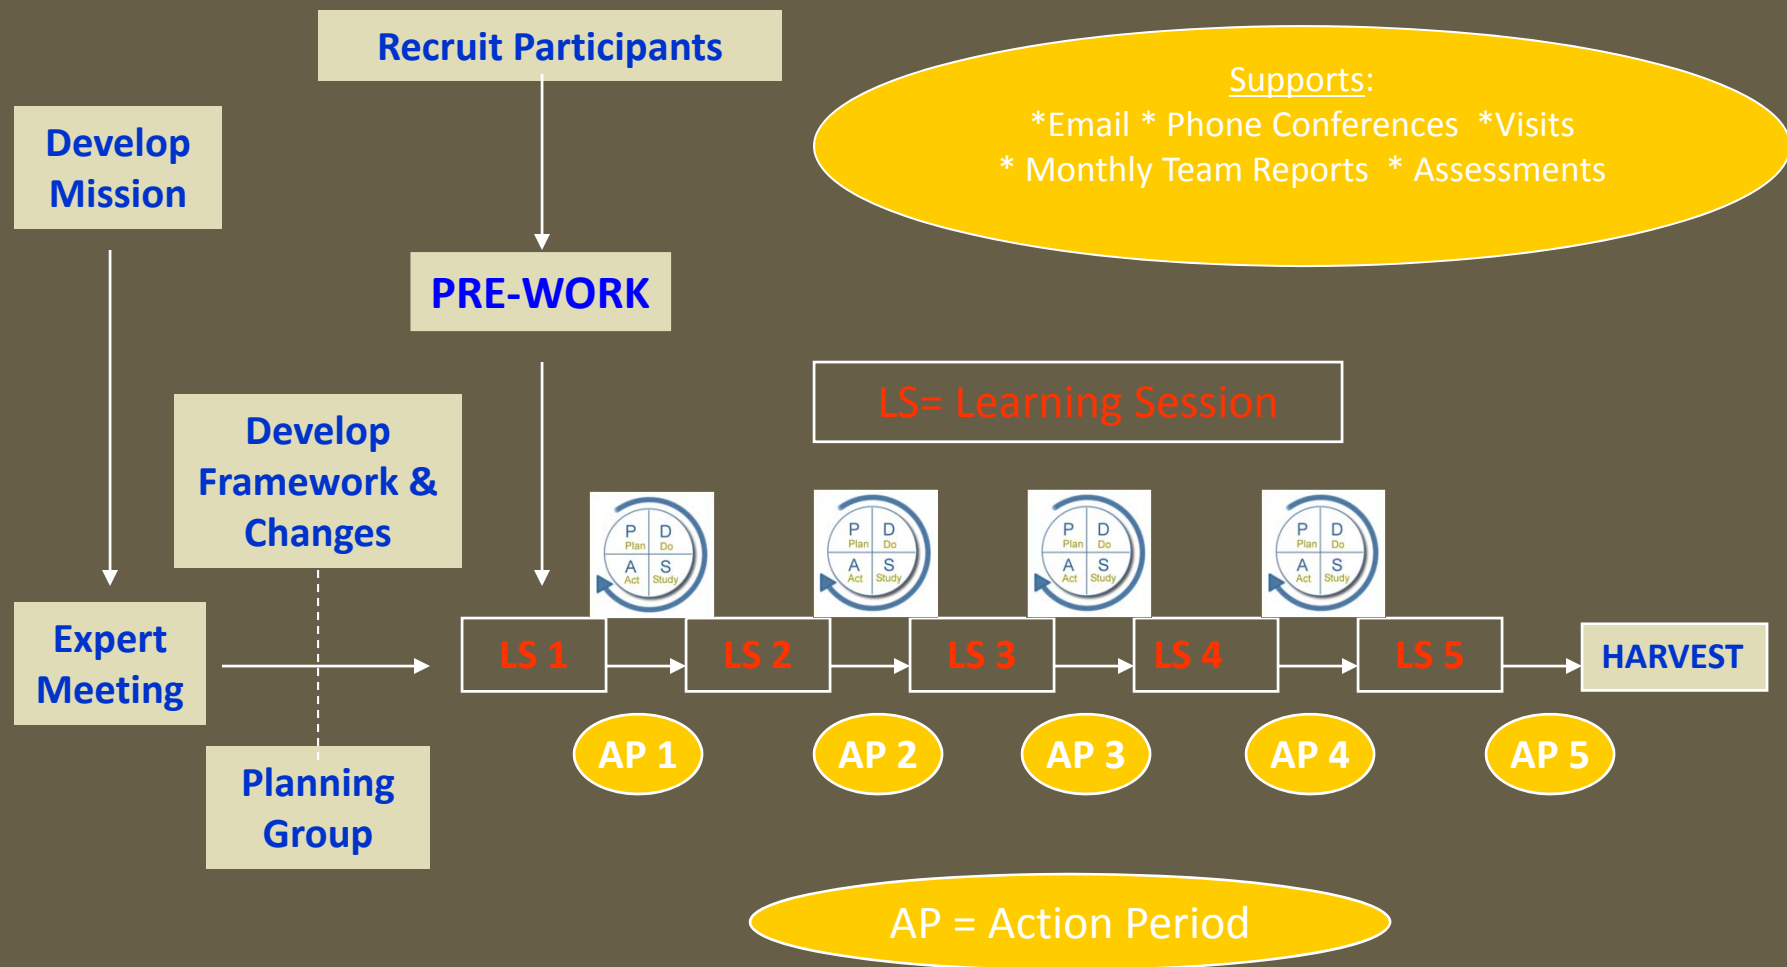 Recruit Participants
Supports:
*Email * Phone Conferences *Visits
* Monthly Team Reports * Assessments
Develop
Mission
PRE-WORK
LS= Learning Session
Develop
Framework &
Changes
P D
Plan Do
A S
Act Study
P D
Plan Do
A S
Act Study
P D
Plan Do
A S
Act Study
P D
Plan Do
A S
Act Study
Expert
Meeting
LS 1
LS 2
LS 3
LS 4
LS 5
HARVEST
AP 1
AP 2
AP 3
AP 4
AP 5
Planning
Group
AP = Action Period